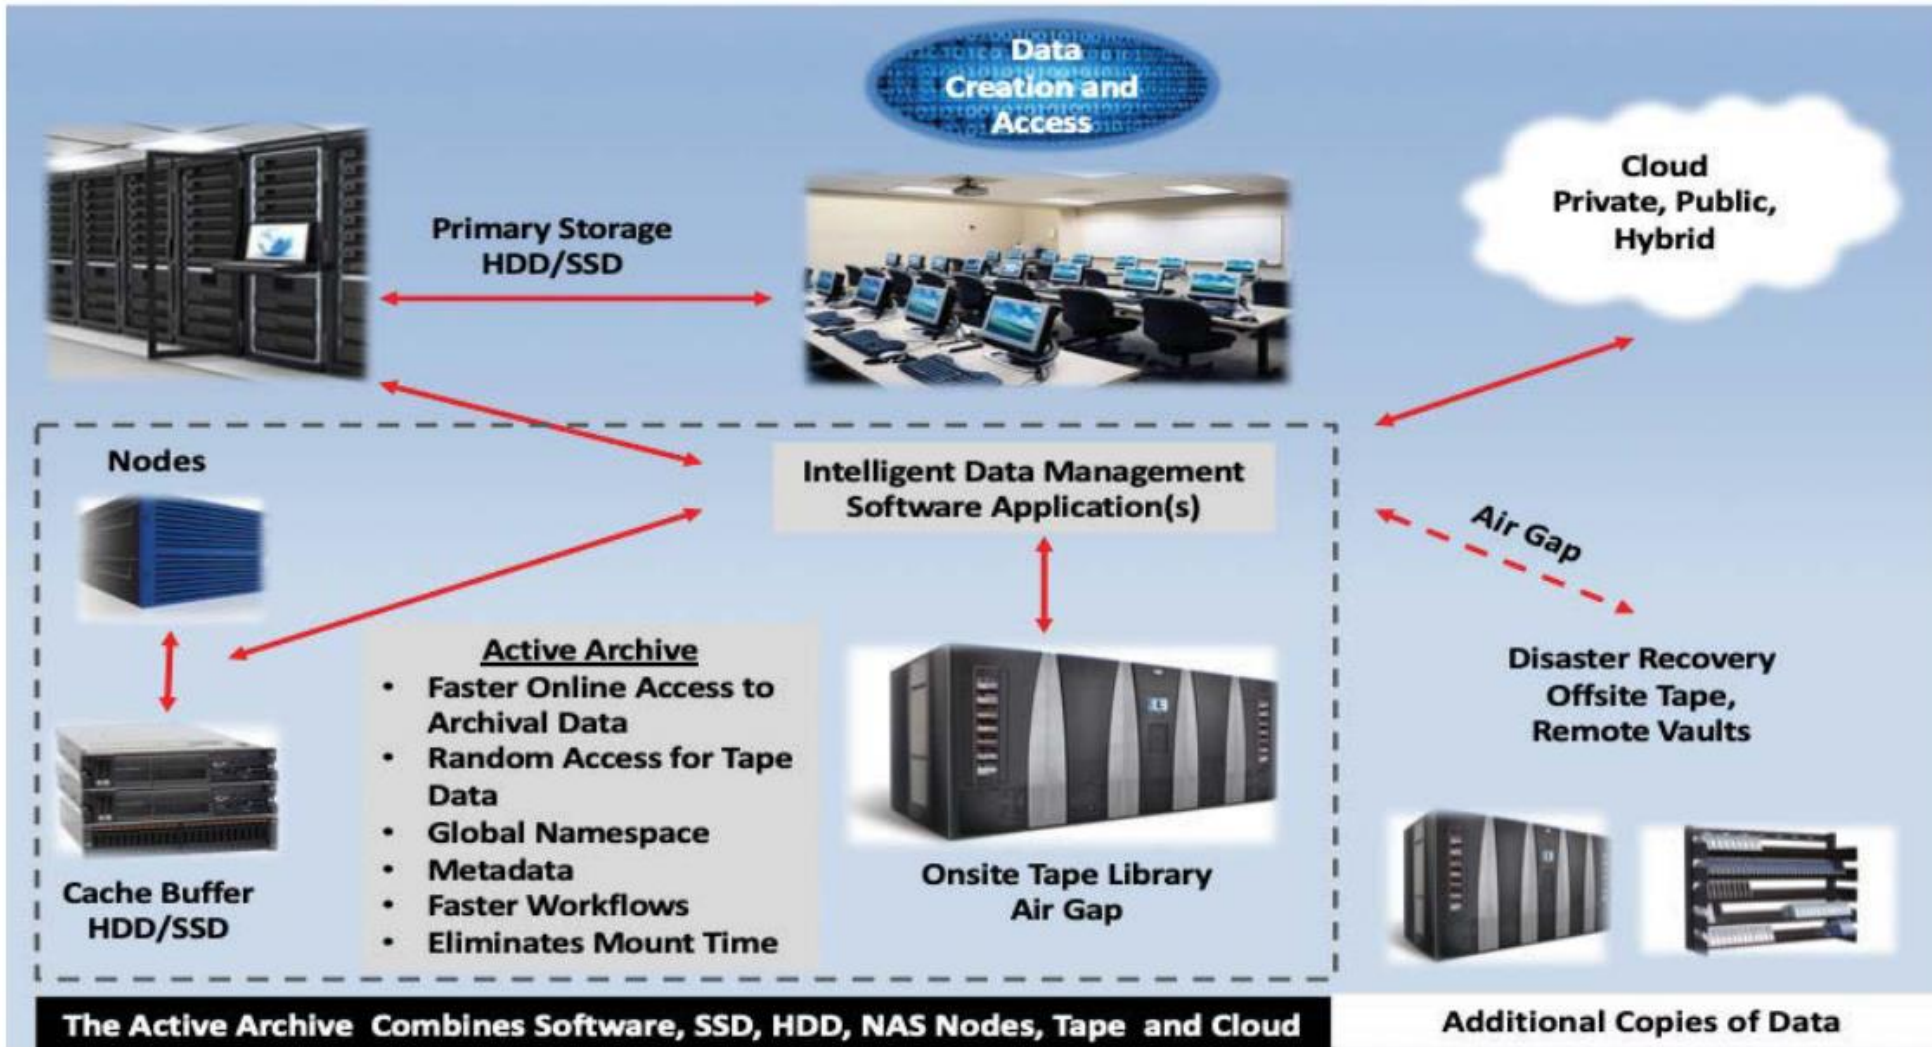 Data
Creation and
Access
Primary Storage
HDD/SSD
Cloud
Private, Public,
Hybrid
Nodes
Intelligent Data Management
Software Application(s)
Air Gap
Active Archive
• Faster Online Access to
Archival Data
• Random Access for Tape
Data
• Global Namespace
• Metadata
• Faster Workflows
• Eliminates Mount Time
Cache Buffer
HDD/SSD
Onsite Tape Library
Air Gap
Disaster Recovery
Offsite Tape,
Remote Vaults
The Active Archive Combines Software, SSD, HDD, NAS Nodes, Tape and Cloud
Additional Copies of Data